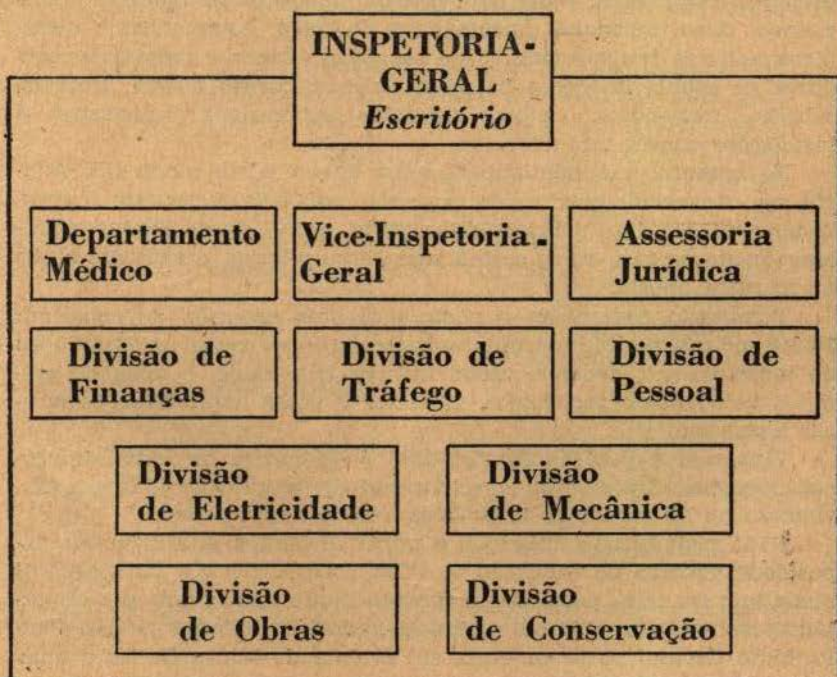 INSPETORIA-
GERAL
Escritório
Departamento
Médico
Vice-Inspetoria-
Geral
Assessoria
Jurídica
Divisão de
Finanças
Divisão de
Tráfego
Divisão de
Pessoal
Divisão
de Eletricidade
Divisão
de Mecânica
Divisão
de Obras
Divisão
de Conservação